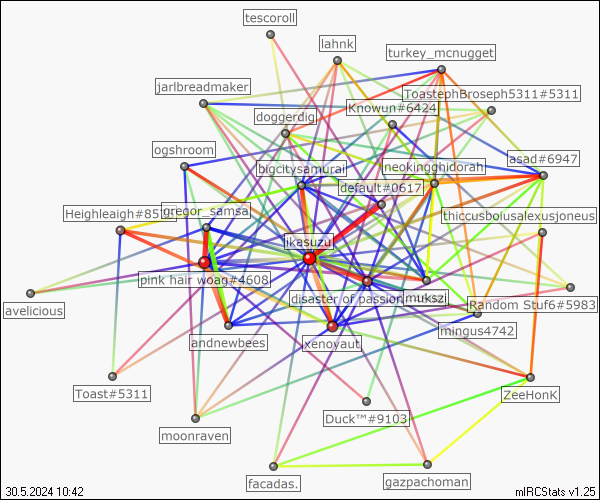 tescoroll
lahnk
turkey_mcnugget
jarlbreadmaker
ToastephBroseph5311#5311
Knowun#6424
doggerdig
ogshroom
asad#6947
bigcitysamurai
neokingghidorah
default#0617
Heighleaigh#85
gregor_samsa
thiccusboiusalexusjoneus
ikasuzu
pink hair woag#4608
disaster of passion
mukszi
Random Stuf6#5983
avelicious
mingus4742
andnewbees
xenovaut
Toast#5311
ZeeHonK
Duck™#9103
moonraven
facadas.
gazpachoman
30.5.2024 10:42
mIRCStats v1.25